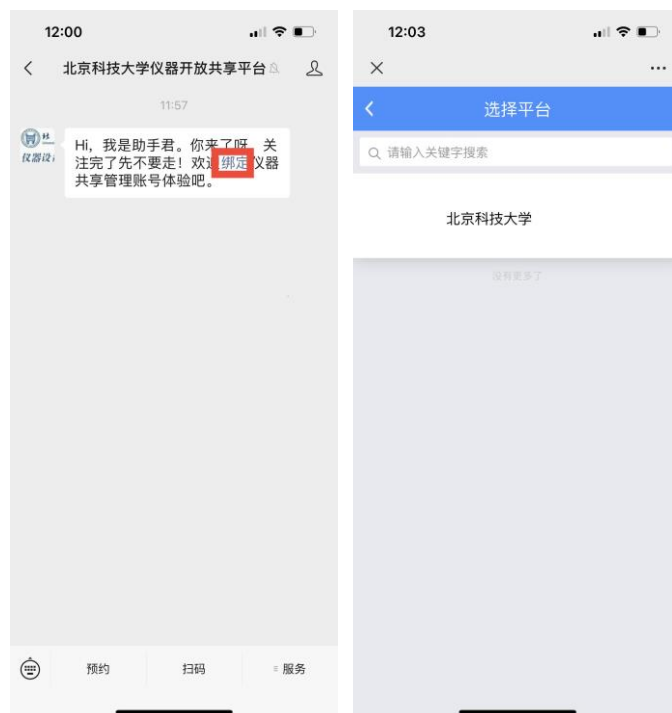 12:00
北京科技大学仪器开放共享平台
11:57
Hi，我是助手君。你来了呀，关
注完了先不要走！欢迎绑定仪器
共享管理账号体验吧。
预约
扫码
服务
12:03
选择平台
请输入关键字搜索
北京科技大学
没有更多了